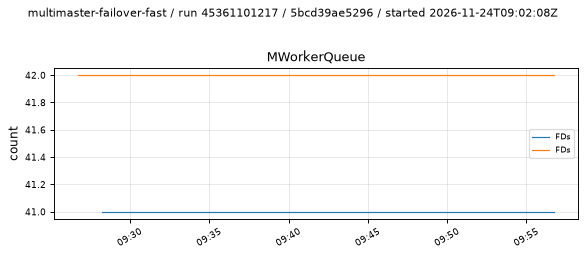 multimaster-failover-fast / run 45361101217 / 5bcd39ae5296 / started 2026-11-24T09:02:08Z
MWorkerQueue
42.0
41.8
41.6
41.4
41.2
41.0
count
FDs
FDs
09:30
09:35
09:40
09:45
09:50
09:55